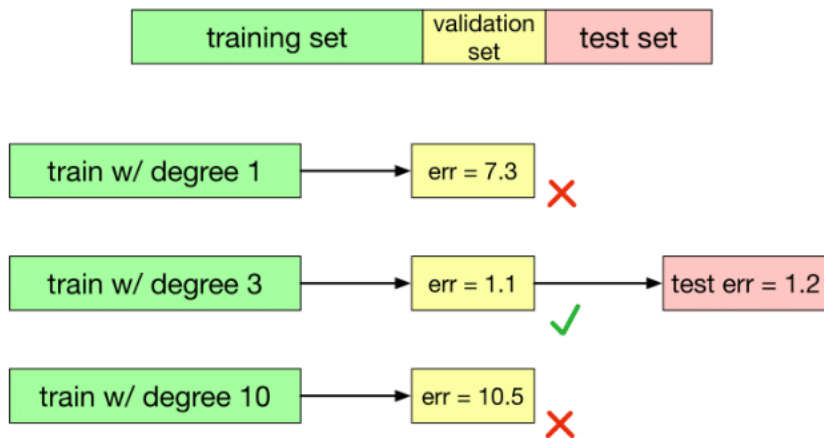 training set
validation
set
test set
train w/ degree 1
err = 7.3
train w/ degree 3
err = 1.1
test err = 1.2
train w/ degree 10
err = 10.5